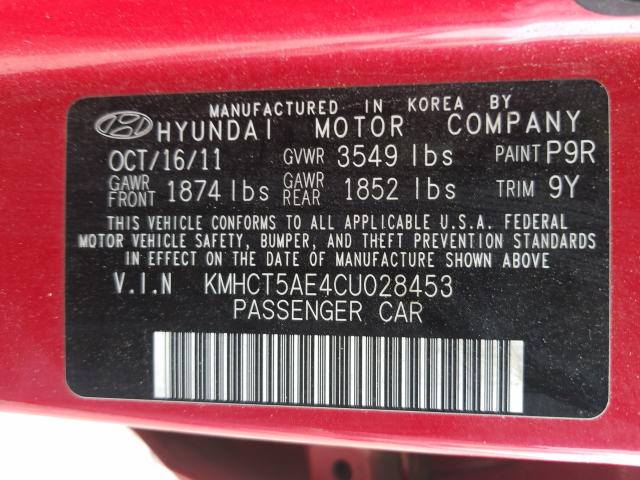 MANUFACTURED IN KOREA BY
HYUNDAI MOTOR COMPANY
OCT/16/11 GVWR 3549 lbs PAINT P9R
GAWR FRONT 1874 lbs GAWR REAR 1852 lbs TRIM 9Y
THIS VEHICLE CONFORMS TO ALL APPLICABLE U.S.A. FEDERAL
MOTOR VEHICLE SAFETY, BUMPER, AND THEFT PREVENTION STANDARDS
IN EFFECT ON THE DATE OF MANUFACTURE SHOWN ABOVE.
V.I.N KMHCT5AE4CU028453
PASSENGER CAR